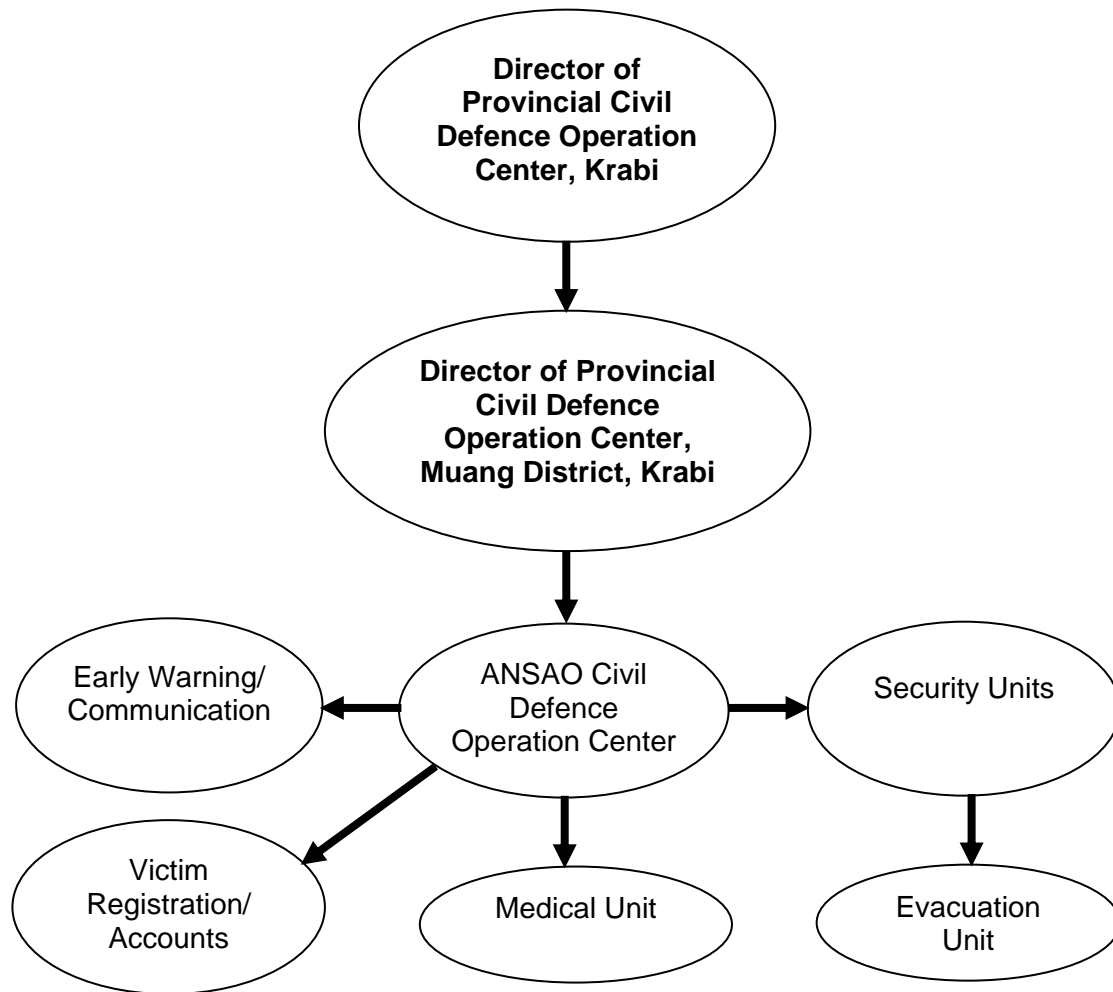 Director of
Provincial Civil
Defence Operation
Center, Krabi
Director of Provincial
Civil Defence
Operation Center,
Muang District, Krabi
Early Warning/
Communication
ANSAO Civil
Defence
Operation Center
Security Units
Victim
Registration/
Accounts
Medical Unit
Evacuation
Unit